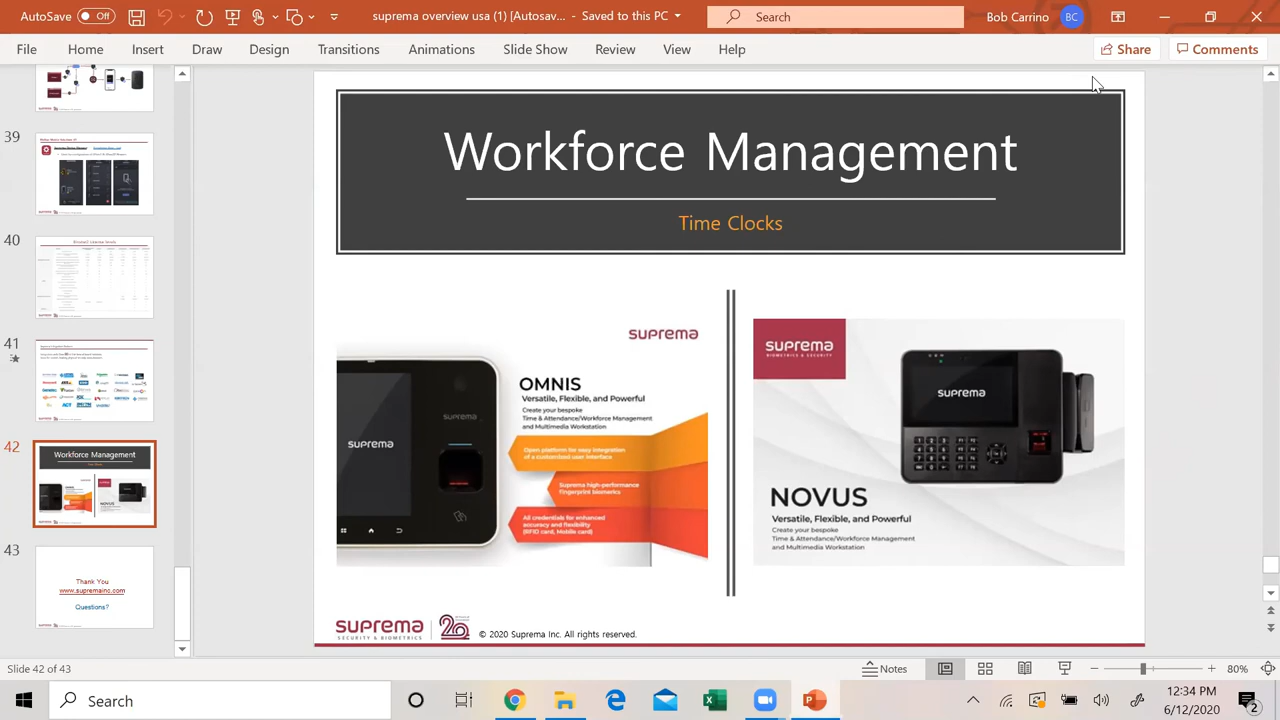 AutoSave Off suprema overview usa (1) [Autosav... - Saved to this PC Search Bob Carrino BC
File Home Insert Draw Design Transitions Animations Slide Show Review View Help Share Comments
39
40
41
42
Workforce Management
43
Thank You
www.supremainc.com
Questions?
Workforce Management
Time Clocks
suprema
OMNIS
Versatile, Flexible, and Powerful
Create your bespoke
Time & Attendance/Workforce Management
and Multimedia Workstation
Open platform for easy integration
of a customized user interface
Suprema high-performance
fingerprint biometrics
All credentials for enhanced
accuracy and flexibility
(RFID card, Mobile card)
suprema
suprema
suprema
BIOMETRICS & SECURITY
suprema
NOVUS
Versatile, Flexible, and Powerful
Create your bespoke
Time & Attendance/Workforce Management
and Multimedia Workstation
suprema
SECURITY & BIOMETRICS
20
© 2020 Suprema Inc. All rights reserved.
Slide 42 of 43 Notes 80%
Search
12:34 PM
6/12/2020
2